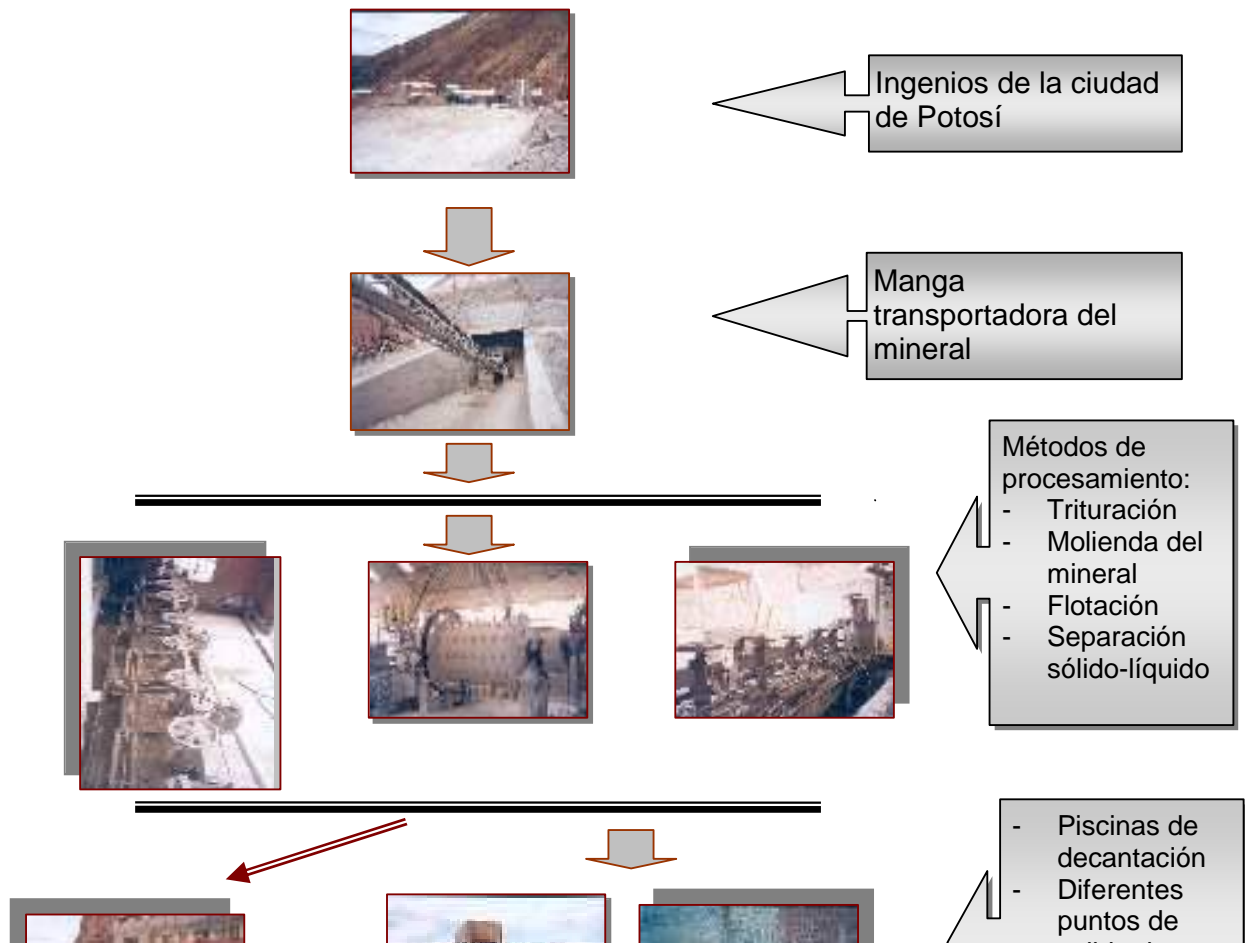 Ingenios de la ciudad
de Potosí
Manga
transportadora del
mineral
Métodos de
procesamiento:
- Trituración
- Molienda del
mineral
- Flotación
- Separación
sólido-líquido
- Piscinas de
decantación
- Diferentes
puntos de